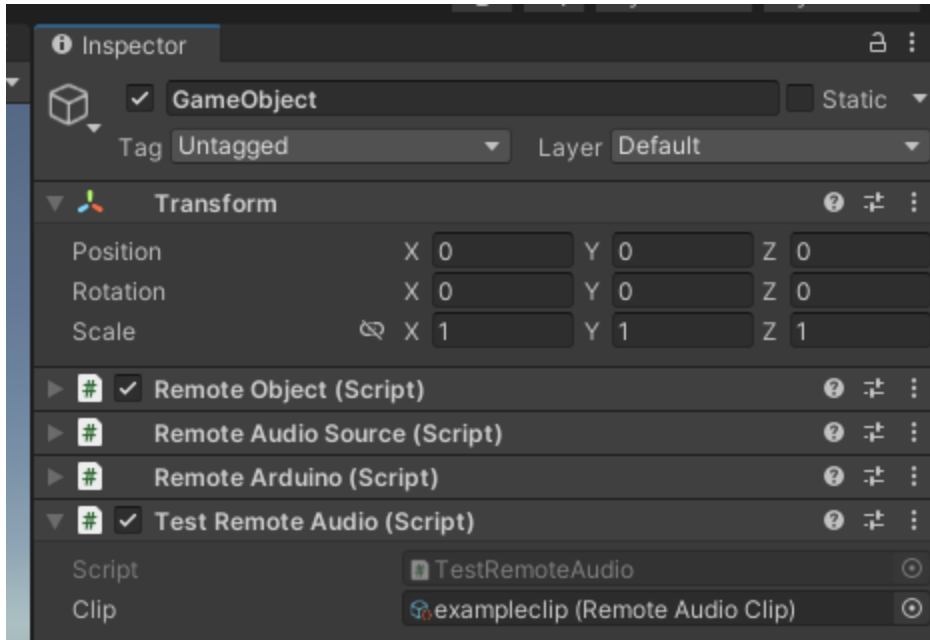 Inspector
GameObject Static
Tag Untagged Layer Default
Transform
Position X 0 Y 0 Z 0
Rotation X 0 Y 0 Z 0
Scale X 1 Y 1 Z 1
# Remote Object (Script)
# Remote Audio Source (Script)
# Remote Arduino (Script)
# Test Remote Audio (Script)
Script # TestRemoteAudio
Clip exampleclip (Remote Audio Clip)